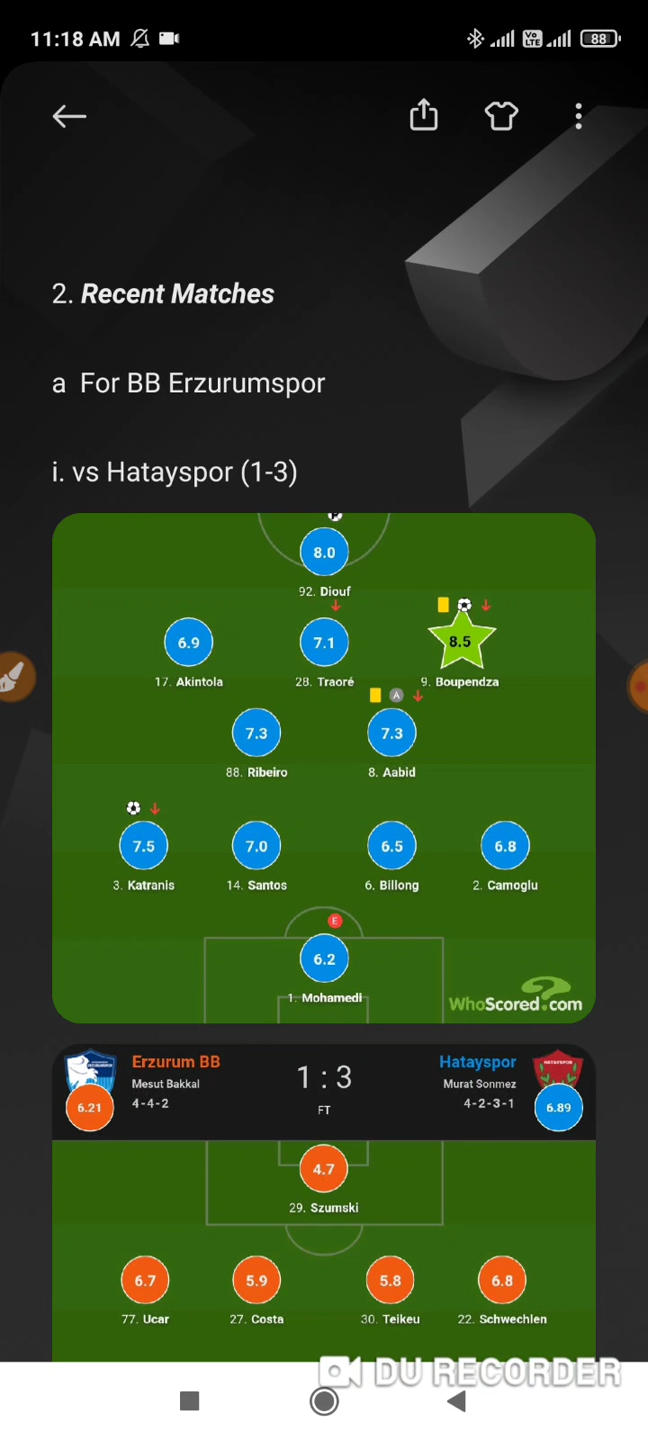 11:18 AM
Vo
LTE
88
2. Recent Matches
a For BB Erzurumspor
i. vs Hatayspor (1-3)
P
8.0
92. Diouf
6.9
7.1
8.5
17. Akintola
28. Traoré
9. Boupendza
A
7.3
7.3
88. Ribeiro
8. Aabid
7.5
7.0
6.5
6.8
3. Katranis
14. Santos
6. Billong
2. Camoglu
E
6.2
1. Mohamedi
WhoScored.com
Erzurum BB
Mesut Bakkal
4-4-2
6.21
1 : 3
FT
Hatayspor
Murat Sonmez
4-2-3-1
HATAYSPOR
6.89
4.7
29. Szumski
6.7
5.9
5.8
6.8
77. Ucar
27. Costa
30. Teikeu
22. Schwechlen
DU RECORDER